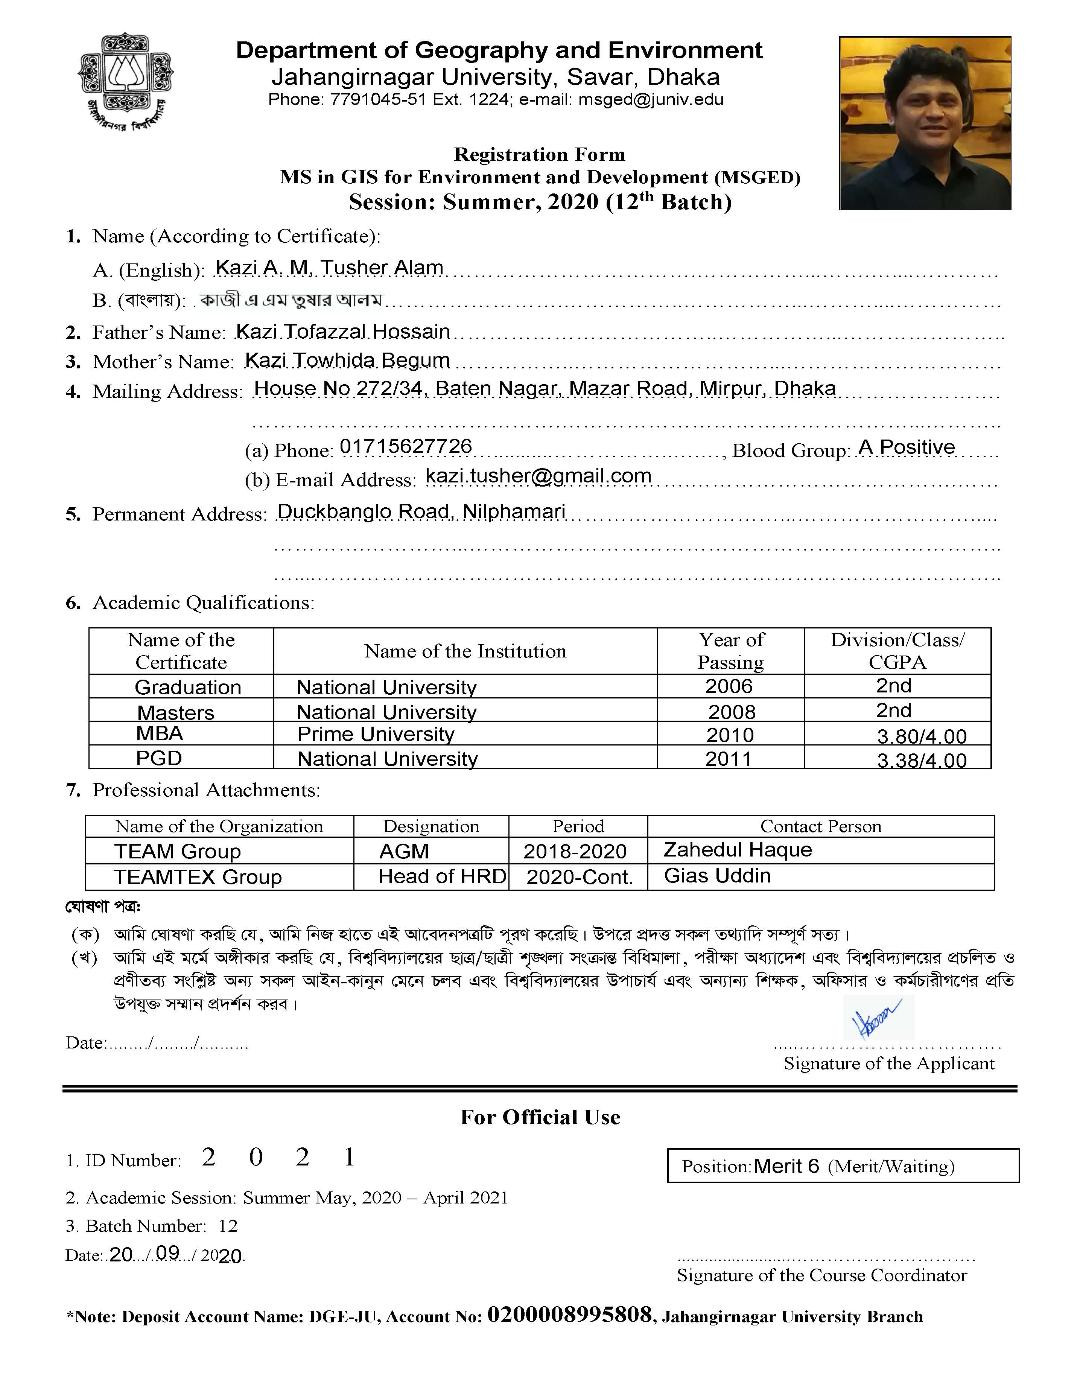 জাহাঙ্গীরনগর বিশ্ববিদ্যালয়
Department of Geography and Environment
Jahangirnagar University, Savar, Dhaka
Phone: 7791045-51 Ext. 1224; e-mail: msged@juniv.edu
Registration Form
MS in GIS for Environment and Development (MSGED)
Session: Summer, 2020 (12th Batch)
1. Name (According to Certificate):
A. (English): Kazi A. M. Tusher Alam
B. (বাংলায়): কাজী এ এম তুষার আলম
2. Father's Name: Kazi Tofazzal Hossain
3. Mother's Name: Kazi Towhida Begum
4. Mailing Address: House No 272/34, Baten Nagar, Mazar Road, Mirpur, Dhaka
(a) Phone: 01715627726, Blood Group: A Positive
(b) E-mail Address: kazi.tusher@gmail.com
5. Permanent Address: Duckbanglo Road, Nilphamari
6. Academic Qualifications:
Name of the Certificate Name of the Institution Year of Passing Division/Class/ CGPA
Graduation National University 2006 2nd
Masters National University 2008 2nd
MBA Prime University 2010 3.80/4.00
PGD National University 2011 3.38/4.00
7. Professional Attachments:
Name of the Organization Designation Period Contact Person
TEAM Group AGM 2018-2020 Zahedul Haque
TEAMTEX Group Head of HRD 2020-Cont. Gias Uddin
ঘোষণা পত্র:
(ক) আমি ঘোষণা করছি যে, আমি নিজ হাতে এই আবেদনপত্রটি পূরণ করেছি। উপরে প্রদত্ত সকল তথ্যাদি সম্পূর্ণ সত্য।
(খ) আমি এই মর্মে অঙ্গীকার করছি যে, বিশ্ববিদ্যালয়ের ছাত্র/ছাত্রী শৃঙ্খলা সংক্রান্ত বিধিমালা, পরীক্ষা অধ্যাদেশ এবং বিশ্ববিদ্যালয়ের প্রচলিত ও
প্রণীতব্য সংশ্লিষ্ট অন্য সকল আইন-কানুন মেনে চলব এবং বিশ্ববিদ্যালয়ের উপাচার্য এবং অন্যান্য শিক্ষক, অফিসার ও কর্মচারীগণের প্রতি
উপযুক্ত সম্মান প্রদর্শন করব।
Date:......../......../..........
Signature of the Applicant
For Official Use
1. ID Number: 2 0 2 1
Position:Merit 6 (Merit/Waiting)
2. Academic Session: Summer May, 2020 – April 2021
3. Batch Number: 12
Date: 20.../.09.../ 2020.
Signature of the Course Coordinator
*Note: Deposit Account Name: DGE-JU, Account No: 0200008995808, Jahangirnagar University Branch